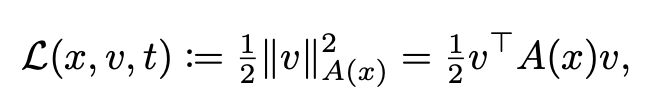 ℒ(x, v, t) := ½‖v‖²_{A(x)} = ½v^⊤A(x)v,